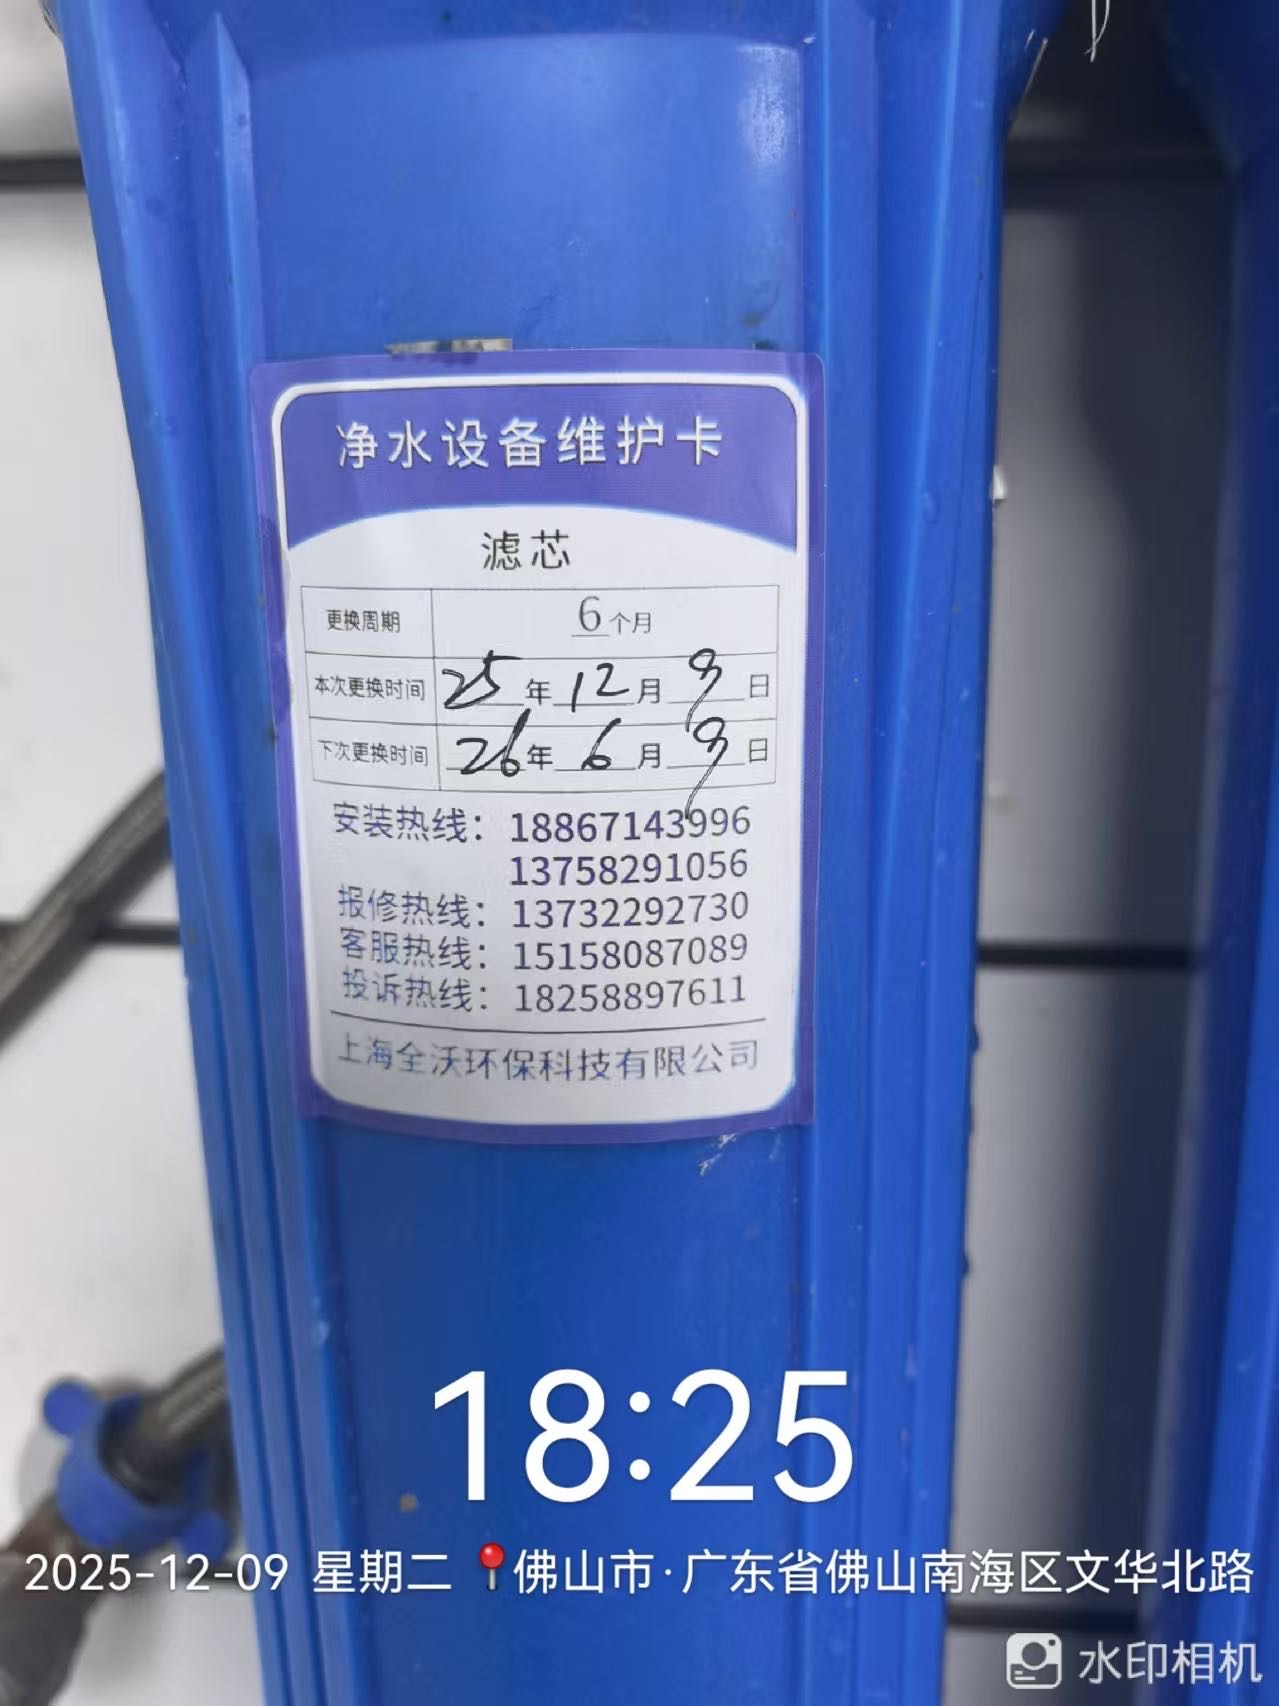 净水设备维护卡
滤芯
更换周期 6个月
本次更换时间 25年12月9日
下次更换时间 26年6月9日
安装热线：18867143996
13758291056
报修热线：13732292730
客服热线：15158087089
投诉热线：18258897611
上海全沃环保科技有限公司
18:25
2025-12-09 星期二 📍佛山市·广东省佛山南海区文华北路
水印相机